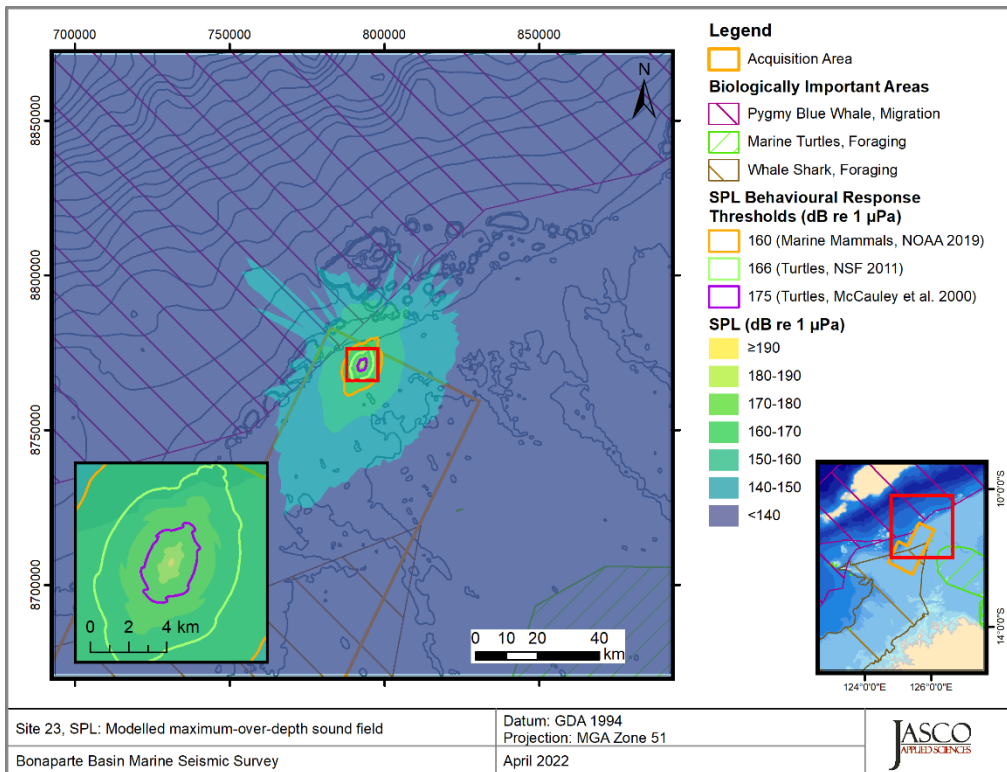 700000
750000
800000
850000
N
8850000
8800000
8750000
8700000
0 2 4 km
0 10 20 40
km
Legend
Acquisition Area
Biologically Important Areas
Pygmy Blue Whale, Migration
Marine Turtles, Foraging
Whale Shark, Foraging
SPL Behavioural Response
Thresholds (dB re 1 µPa)
160 (Marine Mammals, NOAA 2019)
166 (Turtles, NSF 2011)
175 (Turtles, McCauley et al. 2000)
SPL (dB re 1 µPa)
≥190
180-190
170-180
160-170
150-160
140-150
<140
10°0'0"S
14°0'0"S
124°0'0"E 126°0'0"E
Site 23, SPL: Modelled maximum-over-depth sound field
Datum: GDA 1994
Projection: MGA Zone 51
Bonaparte Basin Marine Seismic Survey
April 2022
JASCO
APPLIED SCIENCES